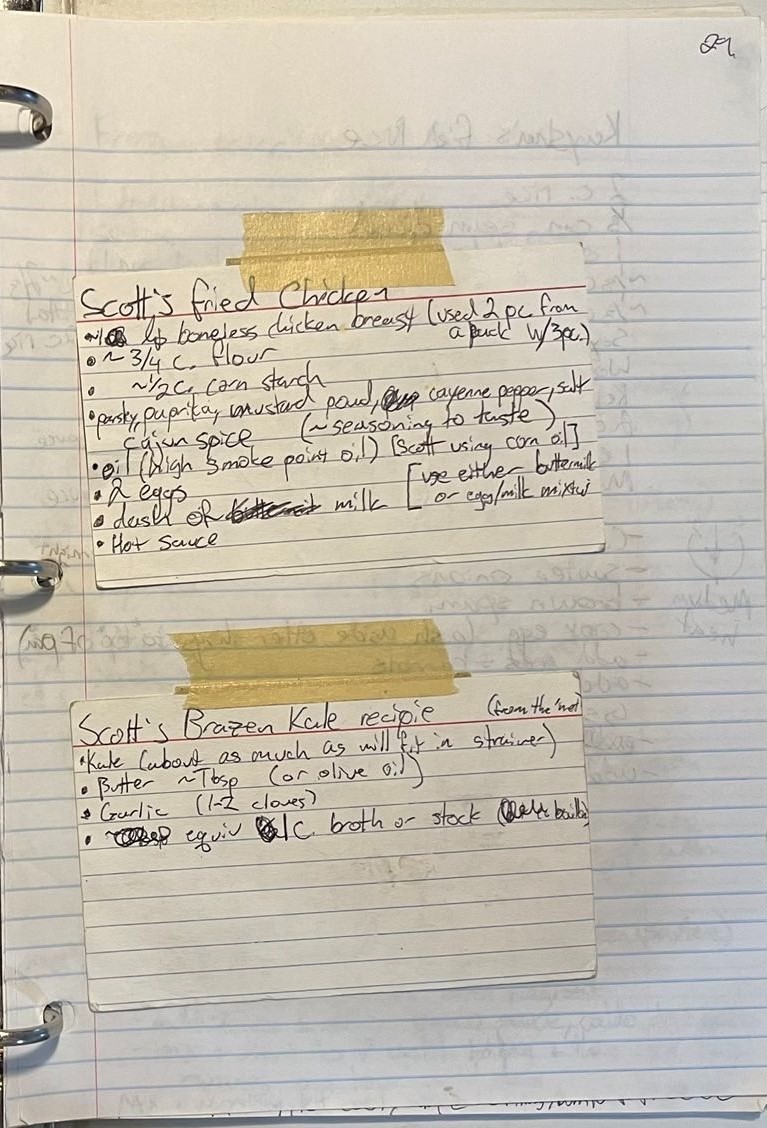 29.
Scott's fried Chicken
• ~1 lb boneless chicken breast (used 2 pc from
a pack w/3pc.)
• ~ 3/4 c. flour
• ~1/2 c. corn starch
• parsley, paprika, mustard powd, cayenne pepper, salt
cajun spice (~ seasoning to taste)
• oil (high smoke point oil) [Scott using corn oil]
• 2 eggs [use either buttermilk
• dash of milk or egg/milk mixture
• Hot Sauce
Scott's Brazen Kale recipie (from the 'net)
• Kale (about as much as will fit in strainer)
• Butter ~Tbsp (or olive oil)
• Garlic (1-2 cloves)
• equiv 1 c. broth or stock